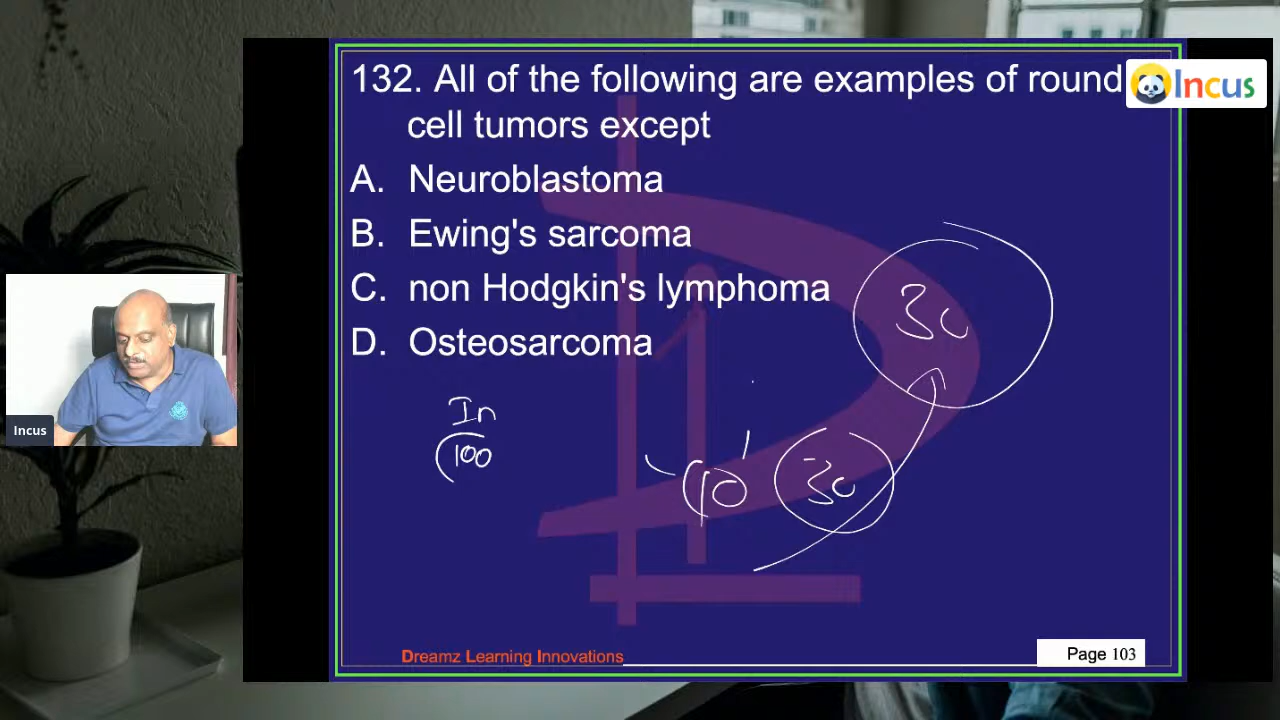 132. All of the following are examples of round
cell tumors except
A. Neuroblastoma
B. Ewing's sarcoma
C. non Hodgkin's lymphoma
D. Osteosarcoma
Incus
Incus
In
100
10
30
30
Dreamz Learning Innovations
Page 103